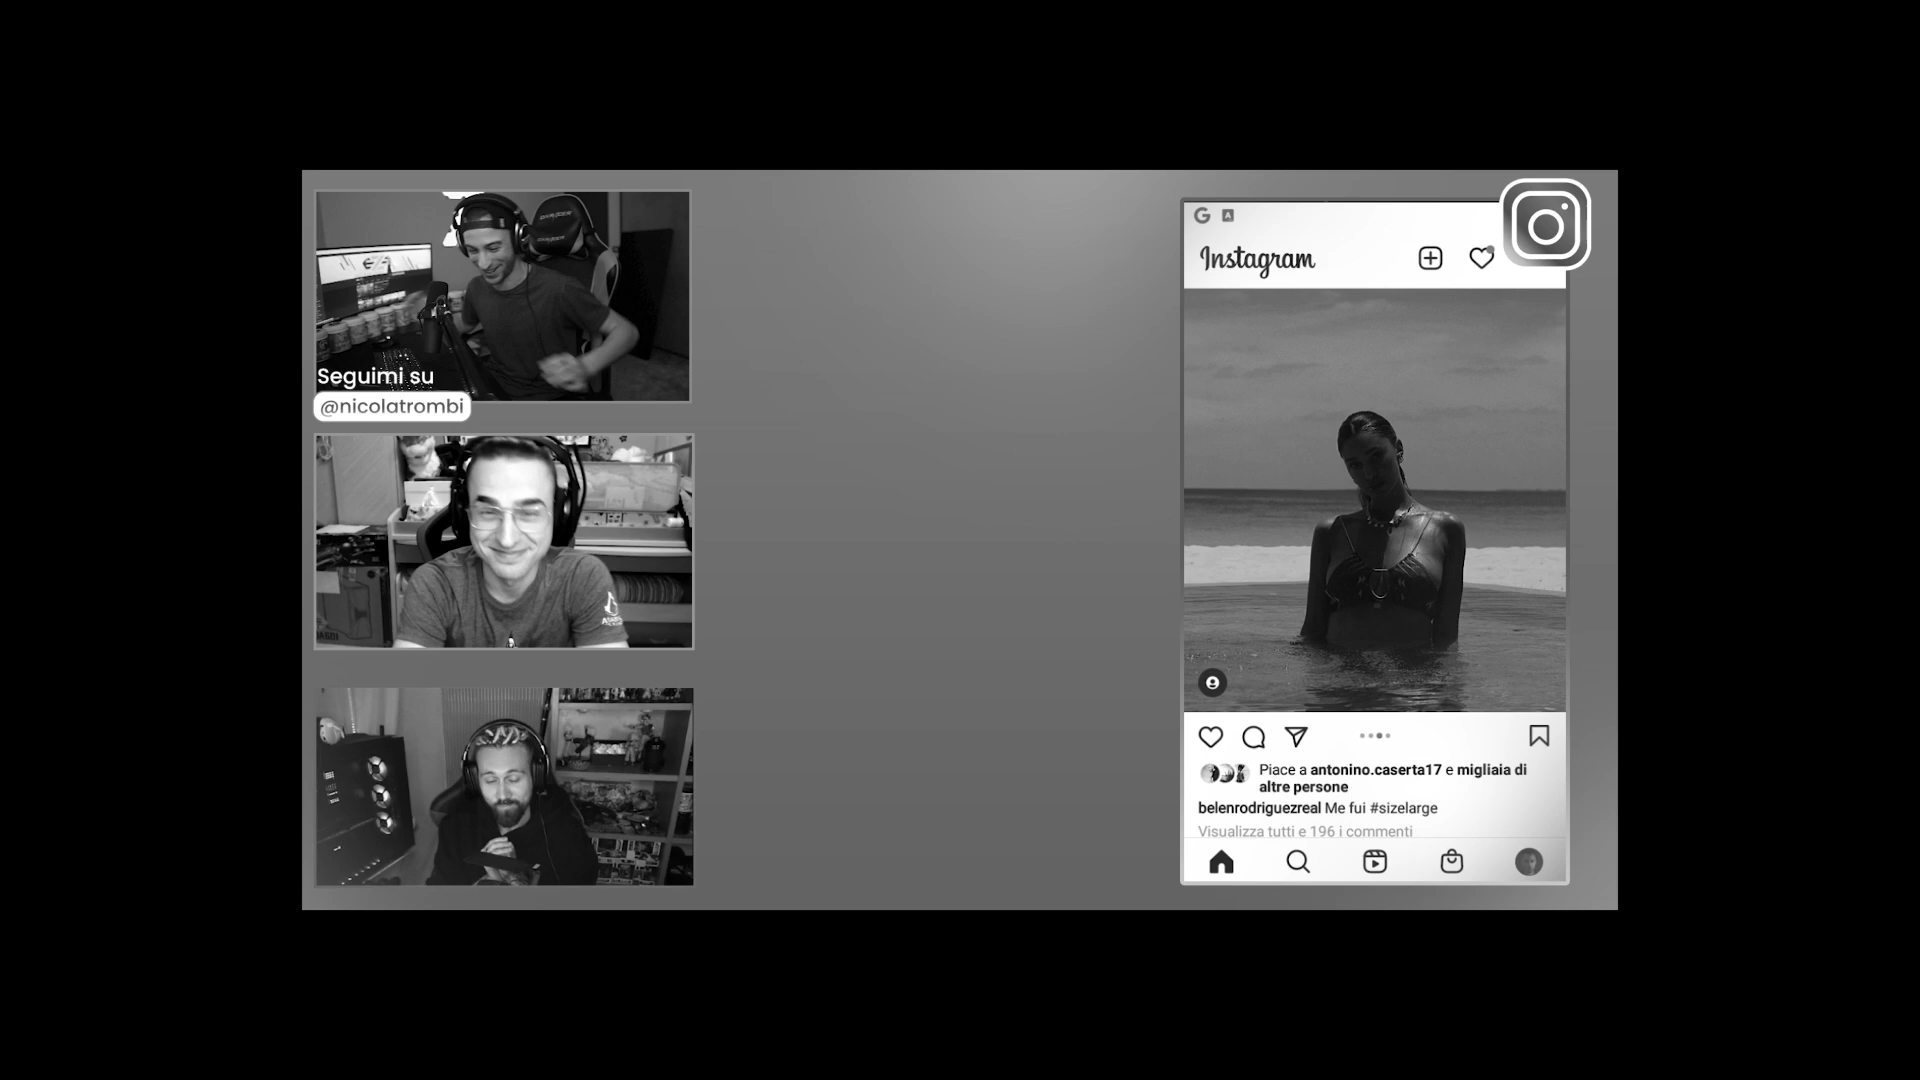 Seguimi su
@nicolatrombi
Instagram
Piace a antonino.caserta17 e migliaia di
altre persone
belenrodriguezreal Me fui #sizelarge
Visualizza tutti e 196 i commenti